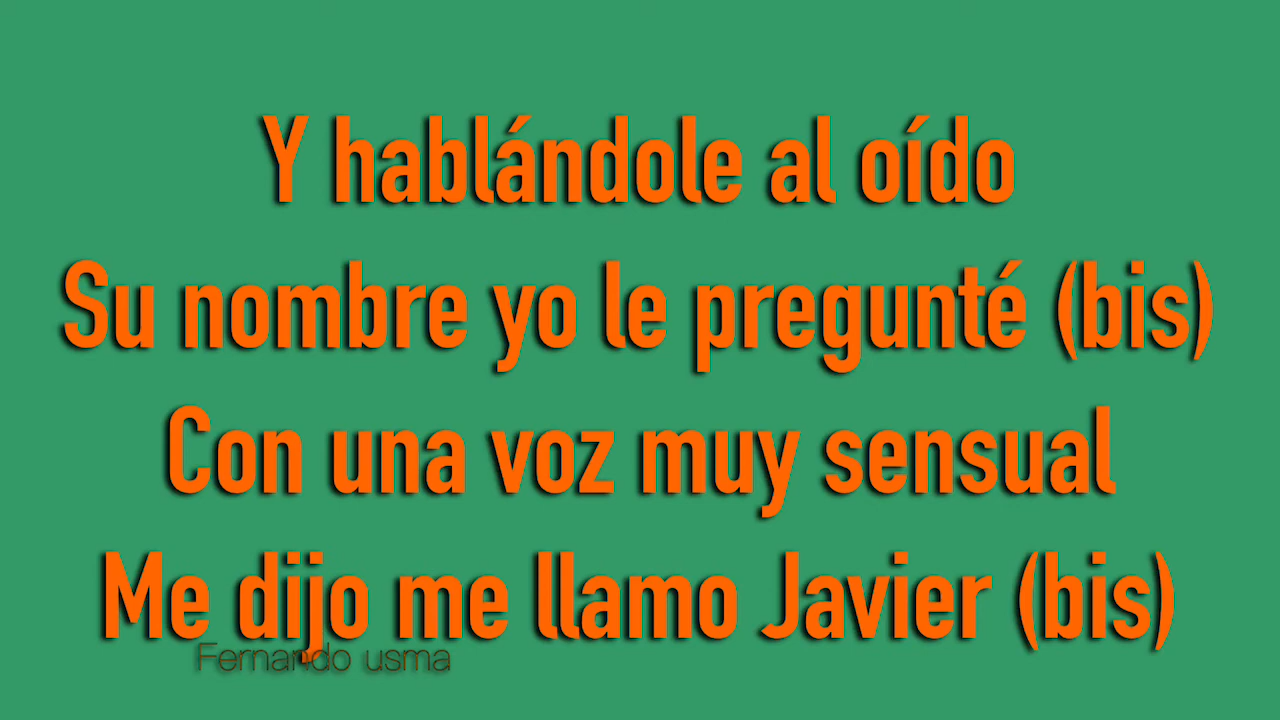 Y hablándole al oído
Su nombre yo le pregunté (bis)
Con una voz muy sensual
Me dijo me llamo Javier (bis)
Fernando usma